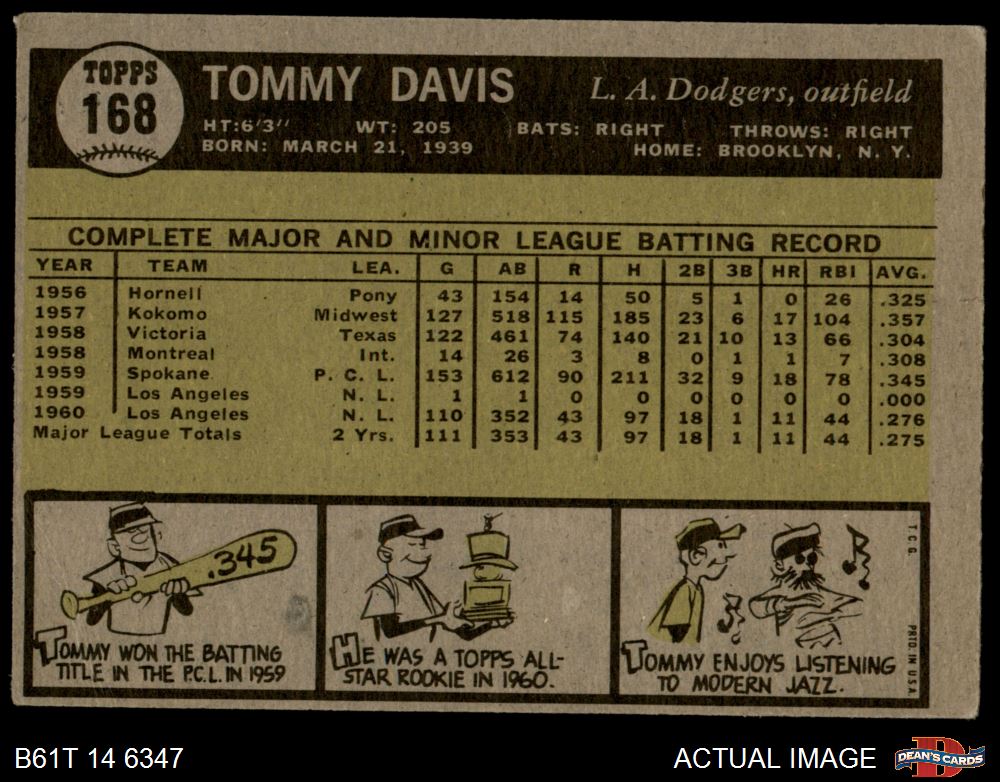 TOPPS
168
TOMMY DAVIS L. A. Dodgers, outfield
HT:6'3" WT: 205 BATS: RIGHT THROWS: RIGHT
BORN: MARCH 21, 1939 HOME: BROOKLYN, N. Y.
COMPLETE MAJOR AND MINOR LEAGUE BATTING RECORD
YEAR TEAM LEA. G AB R H 2B 3B HR RBI AVG.
1956 Hornell Pony 43 154 14 50 5 1 0 26 .325
1957 Kokomo Midwest 127 518 115 185 23 6 17 104 .357
1958 Victoria Texas 122 461 74 140 21 10 13 66 .304
1958 Montreal Int. 14 26 3 8 0 1 1 7 .308
1959 Spokane P. C. L. 153 612 90 211 32 9 18 78 .345
1959 Los Angeles N. L. 1 1 0 0 0 0 0 0 .000
1960 Los Angeles N. L. 110 352 43 97 18 1 11 44 .276
Major League Totals 2 Yrs. 111 353 43 97 18 1 11 44 .275
.345
TOMMY WON THE BATTING
TITLE IN THE P.C.L. IN 1959
HE WAS A TOPPS ALL-
STAR ROOKIE IN 1960.
TOMMY ENJOYS LISTENING
TO MODERN JAZZ.
T.C.G.
PRTD. IN U.S.A.
B61T 14 6347
ACTUAL IMAGE
D
DEAN'S CARDS